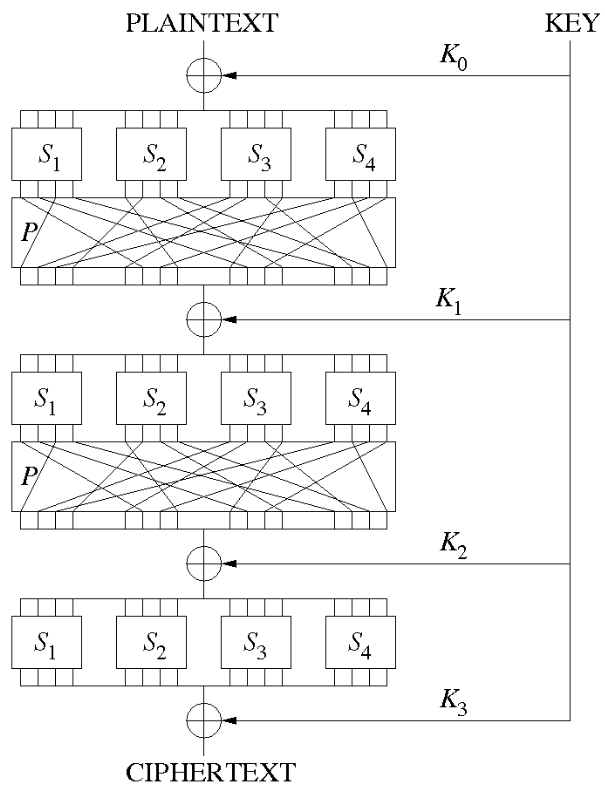 PLAINTEXT KEY
K0
S1 S2 S3 S4
P
K1
S1 S2 S3 S4
P
K2
S1 S2 S3 S4
K3
CIPHERTEXT